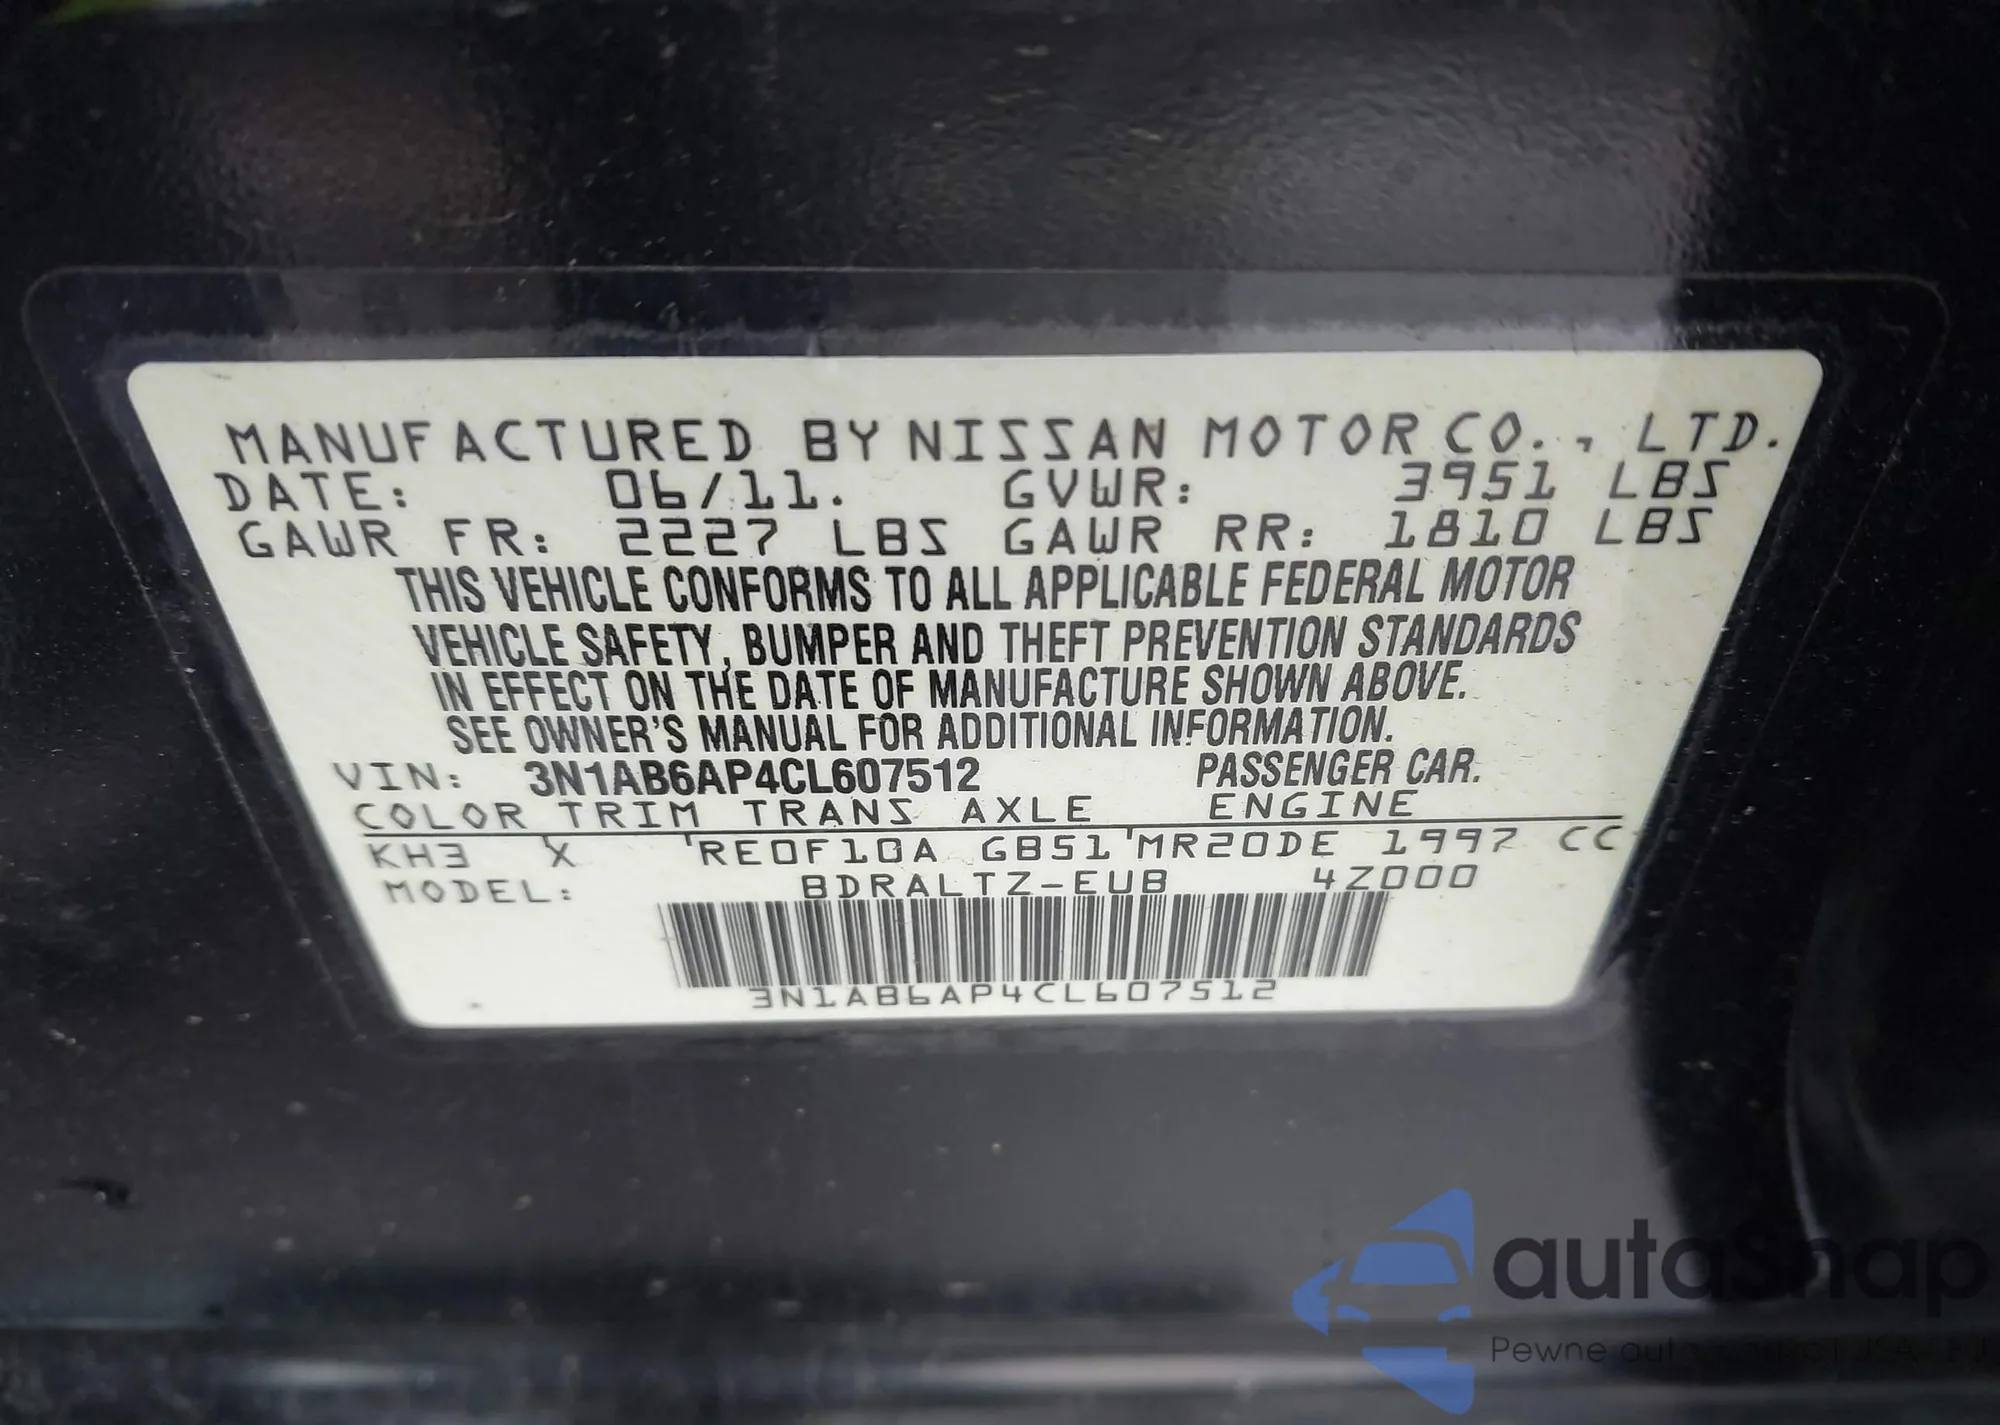 MANUFACTURED BY NISSAN MOTOR CO., LTD.
DATE: 06/11. GVWR: 3951 LBS
GAWR FR: 2227 LBS GAWR RR: 1810 LBS
THIS VEHICLE CONFORMS TO ALL APPLICABLE FEDERAL MOTOR
VEHICLE SAFETY, BUMPER AND THEFT PREVENTION STANDARDS
IN EFFECT ON THE DATE OF MANUFACTURE SHOWN ABOVE.
SEE OWNER'S MANUAL FOR ADDITIONAL INFORMATION.
VIN: 3N1AB6AP4CL607512 PASSENGER CAR.
COLOR TRIM TRANS AXLE ENGINE
KH3 X RE0F10A GB51 MR20DE 1997 CC
MODEL: BDRALTZ-EUB 4Z000
3N1AB6AP4CL607512
autasnap
Pewne auta